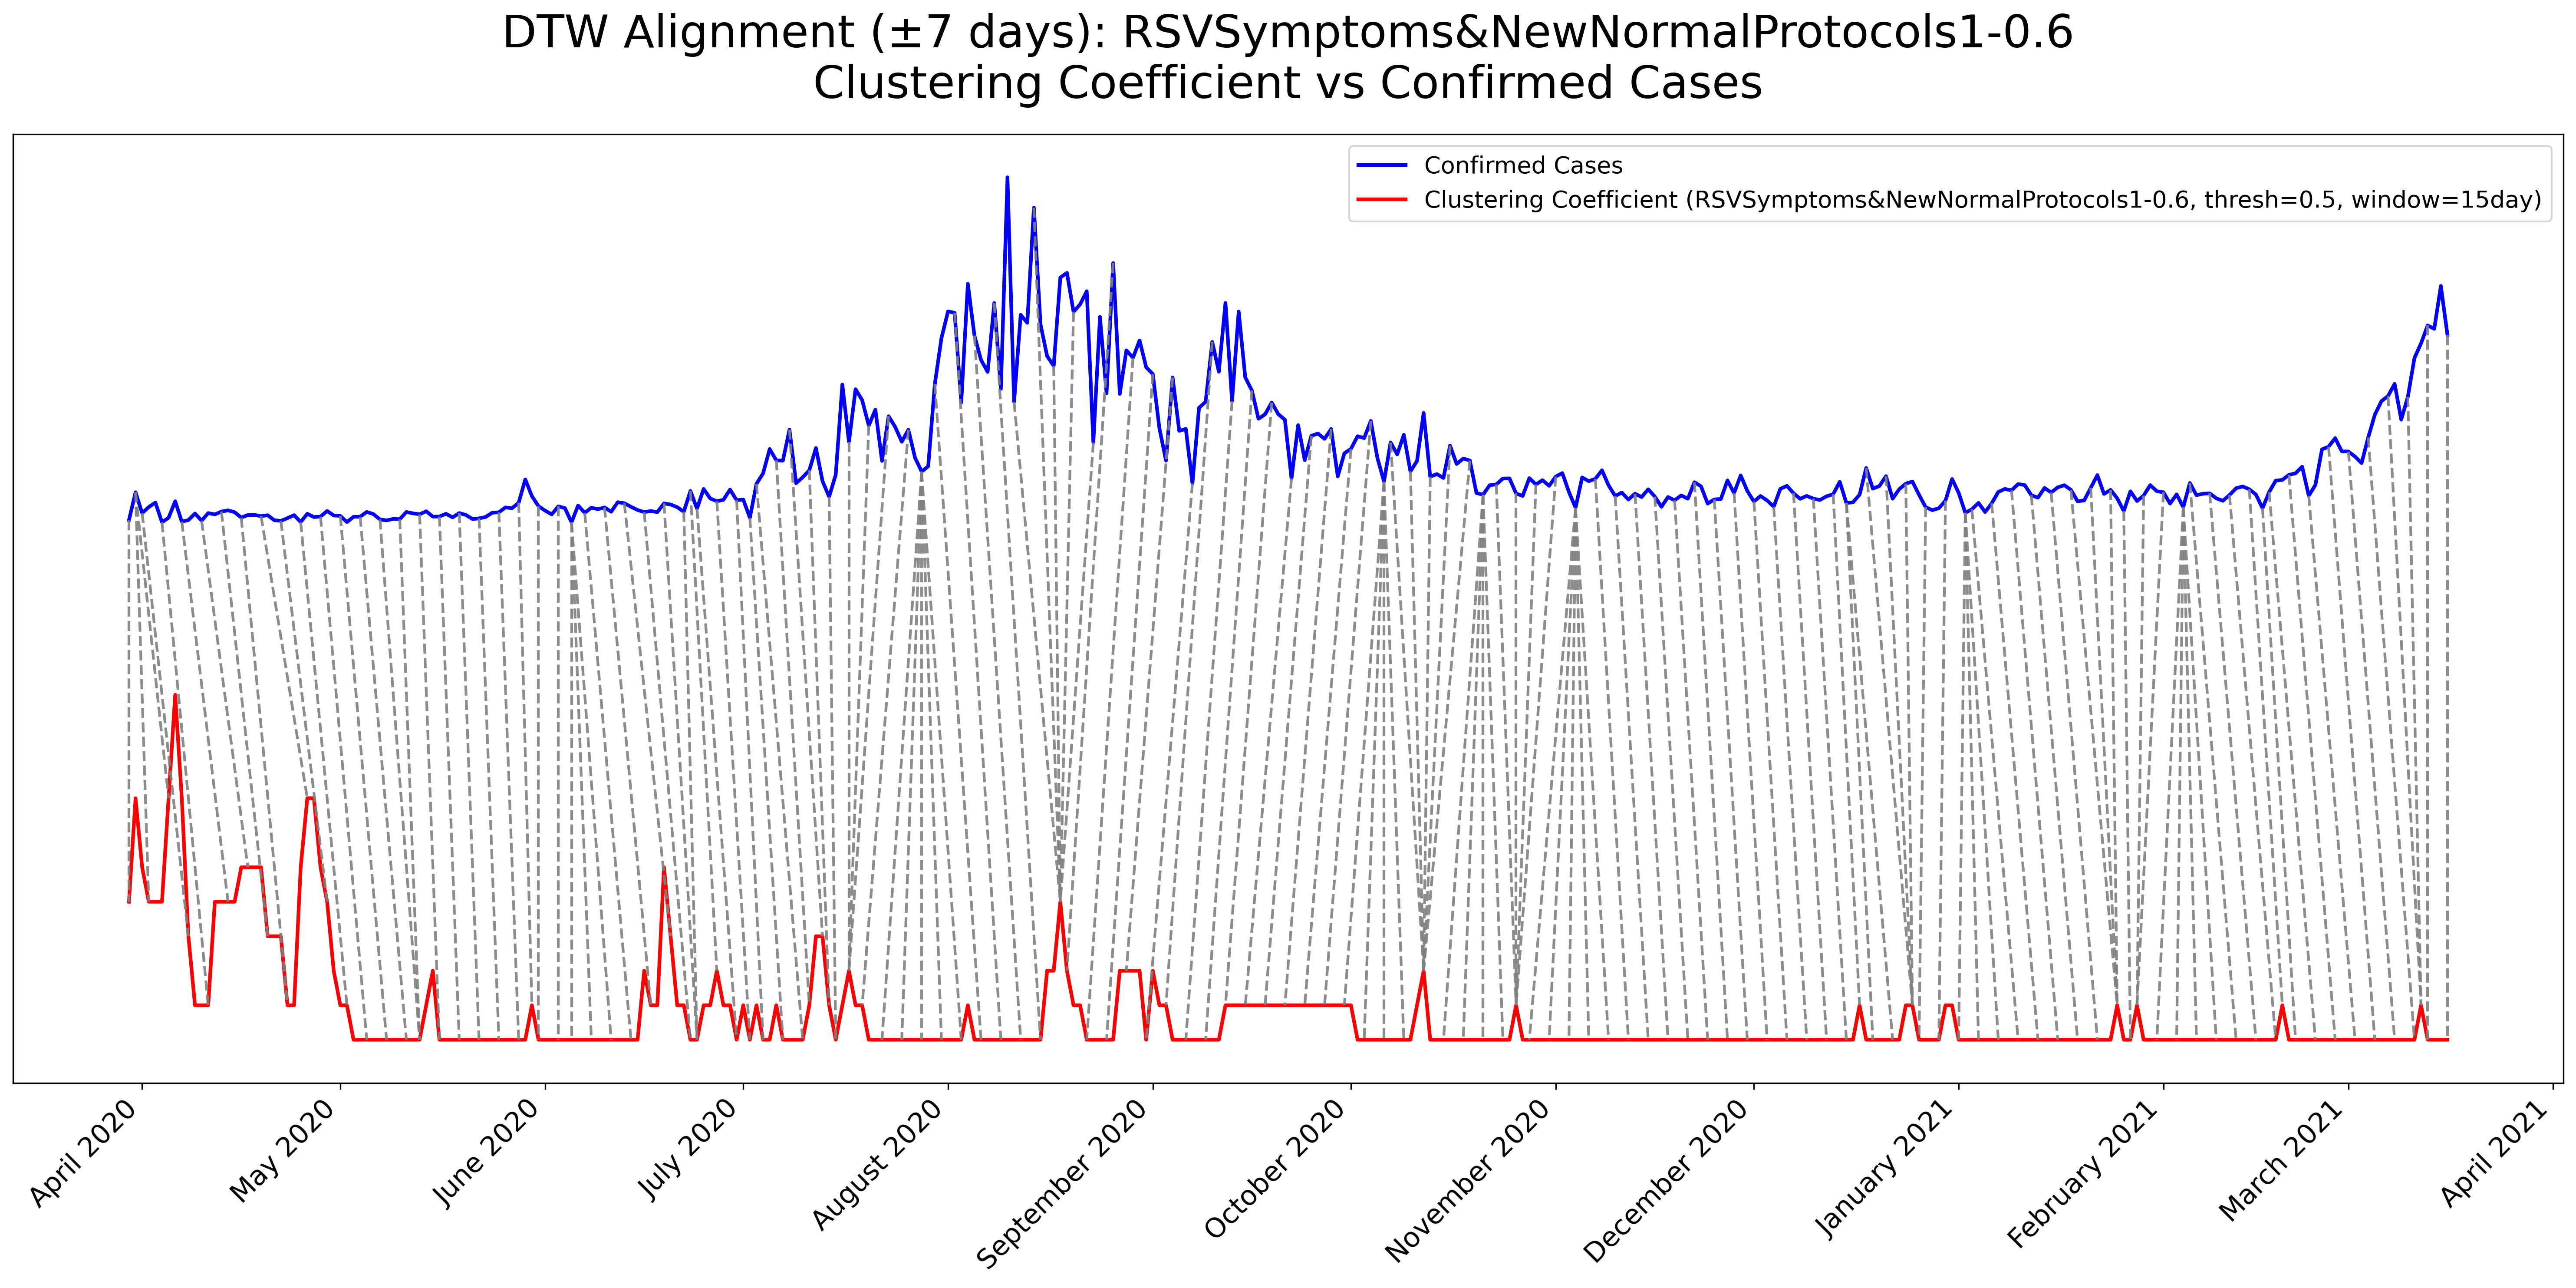 DTW Alignment (±7 days): RSVSymptoms&NewNormalProtocols1-0.6
Clustering Coefficient vs Confirmed Cases
Confirmed Cases
Clustering Coefficient (RSVSymptoms&NewNormalProtocols1-0.6, thresh=0.5, window=15day)
April 2020
May 2020
June 2020
July 2020
August 2020
September 2020
October 2020
November 2020
December 2020
January 2021
February 2021
March 2021
April 2021